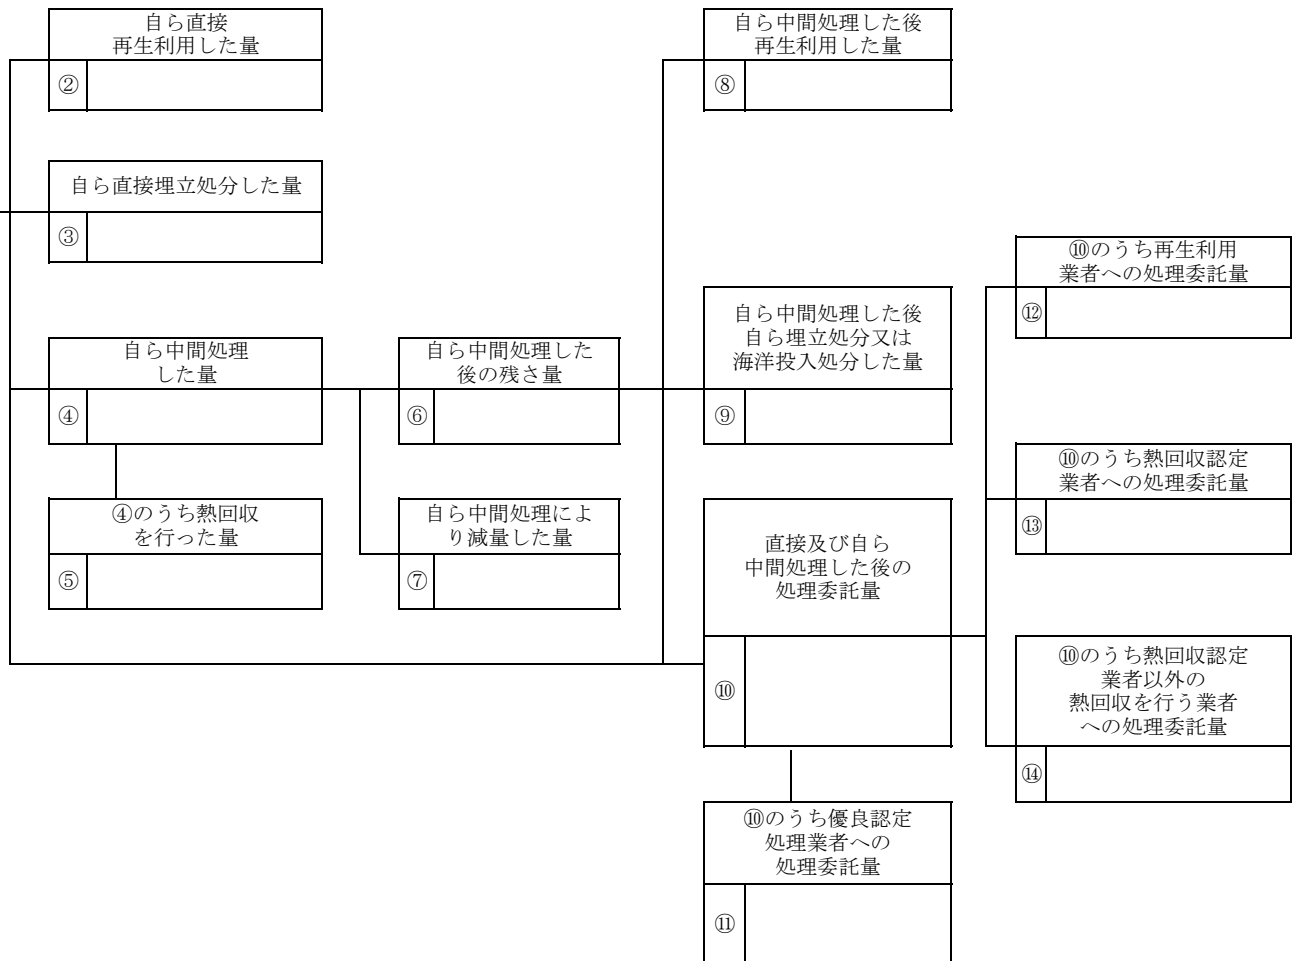 自ら直接
再生利用した量
②
自ら直接埋立処分した量
③
自ら中間処理
した量
④
④のうち熱回収
を行った量
⑤
自ら中間処理した
後の残さ量
⑥
自ら中間処理によ
り減量した量
⑦
自ら中間処理した後
再生利用した量
⑧
自ら中間処理した後
自ら埋立処分又は
海洋投入処分した量
⑨
直接及び自ら
中間処理した後の
処理委託量
⑩
⑩のうち優良認定
処理業者への
処理委託量
⑪
⑩のうち再生利用
業者への処理委託量
⑫
⑩のうち熱回収認定
業者への処理委託量
⑬
⑩のうち熱回収認定
業者以外の
熱回収を行う業者
への処理委託量
⑭